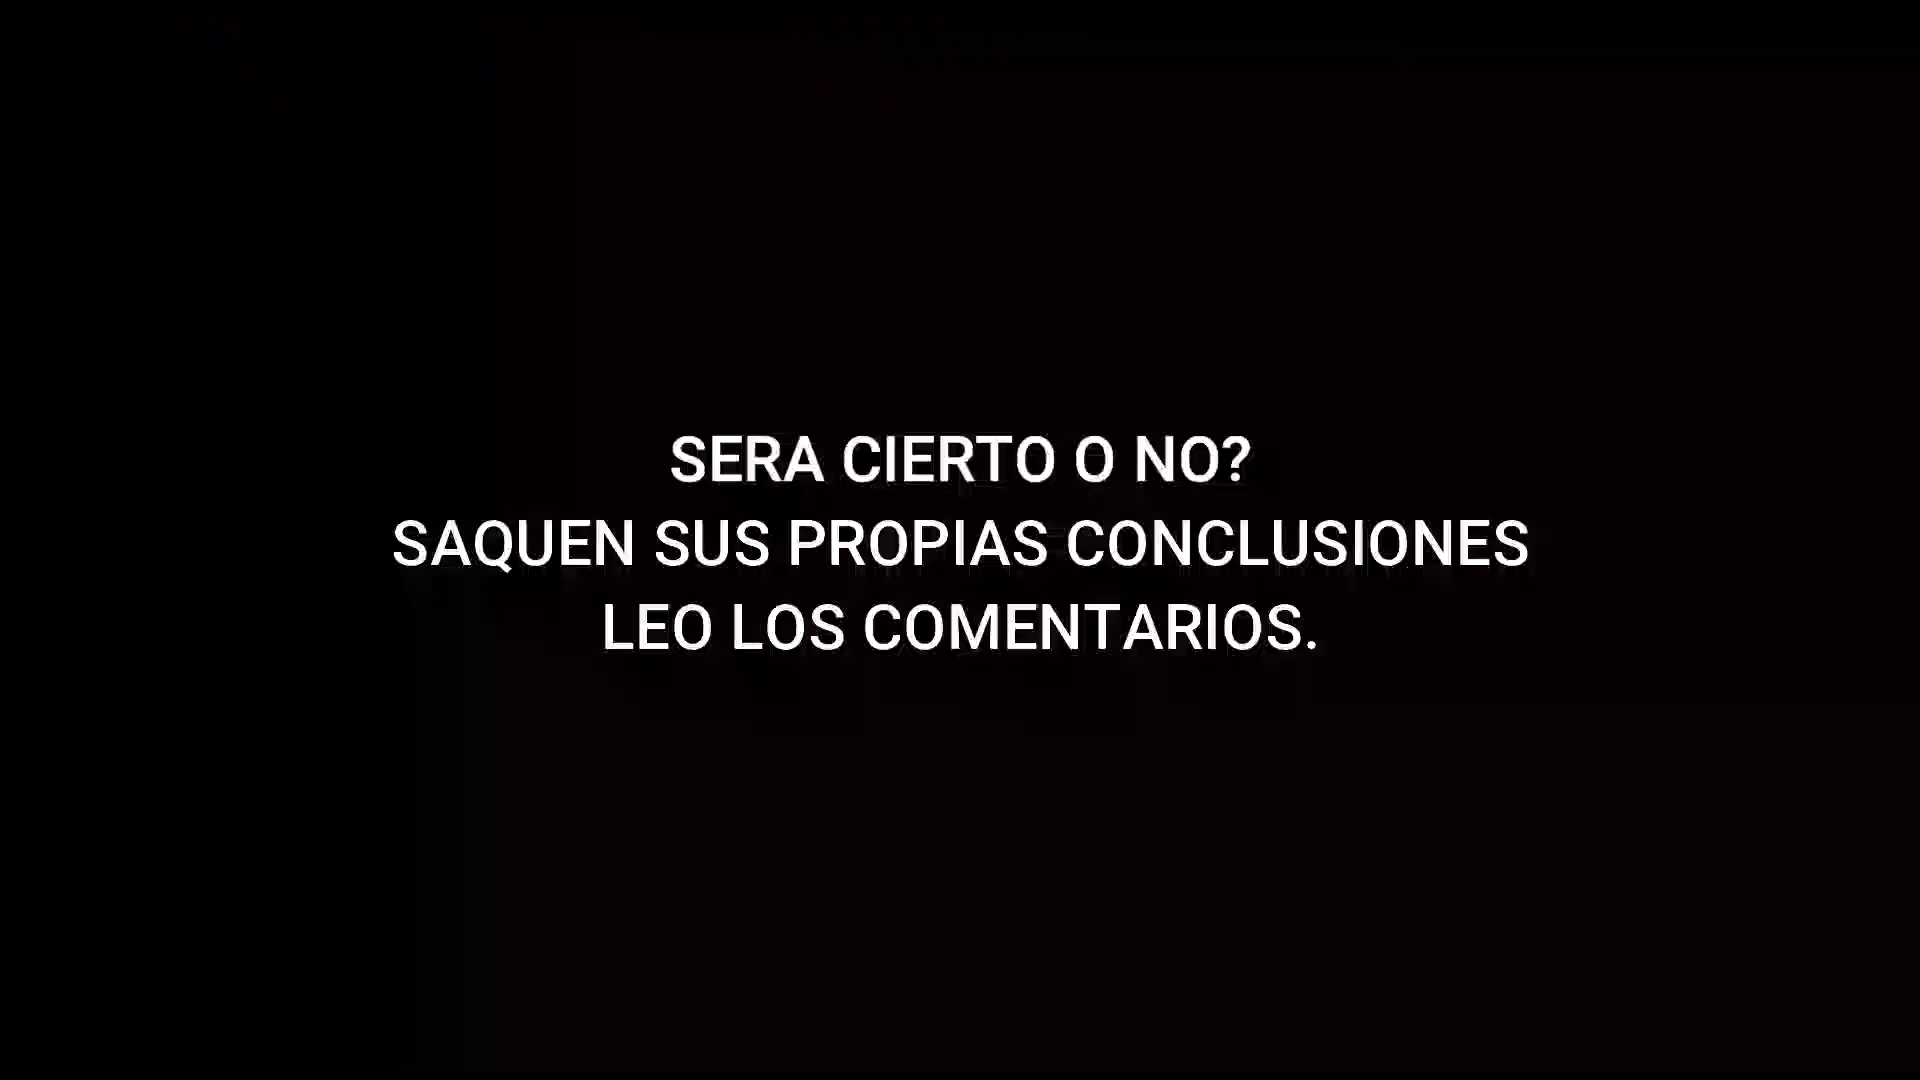 SERA CIERTO O NO?
SAQUEN SUS PROPIAS CONCLUSIONES
LEO LOS COMENTARIOS.